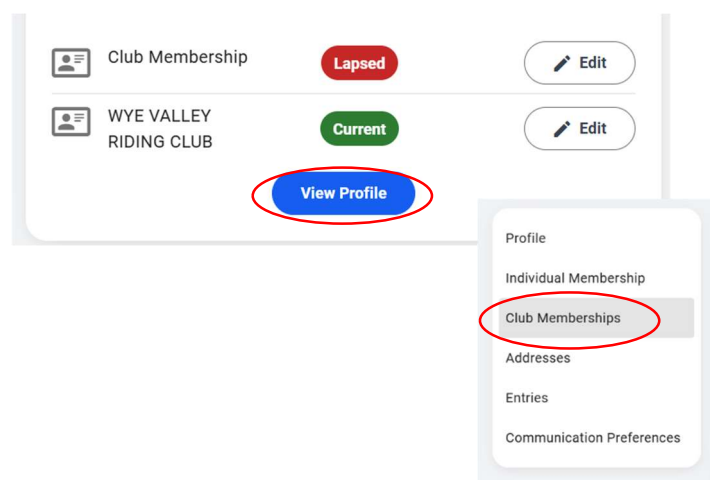 Club Membership
Lapsed
Edit
WYE VALLEY
RIDING CLUB
Current
Edit
View Profile
Profile
Individual Membership
Club Memberships
Addresses
Entries
Communication Preferences